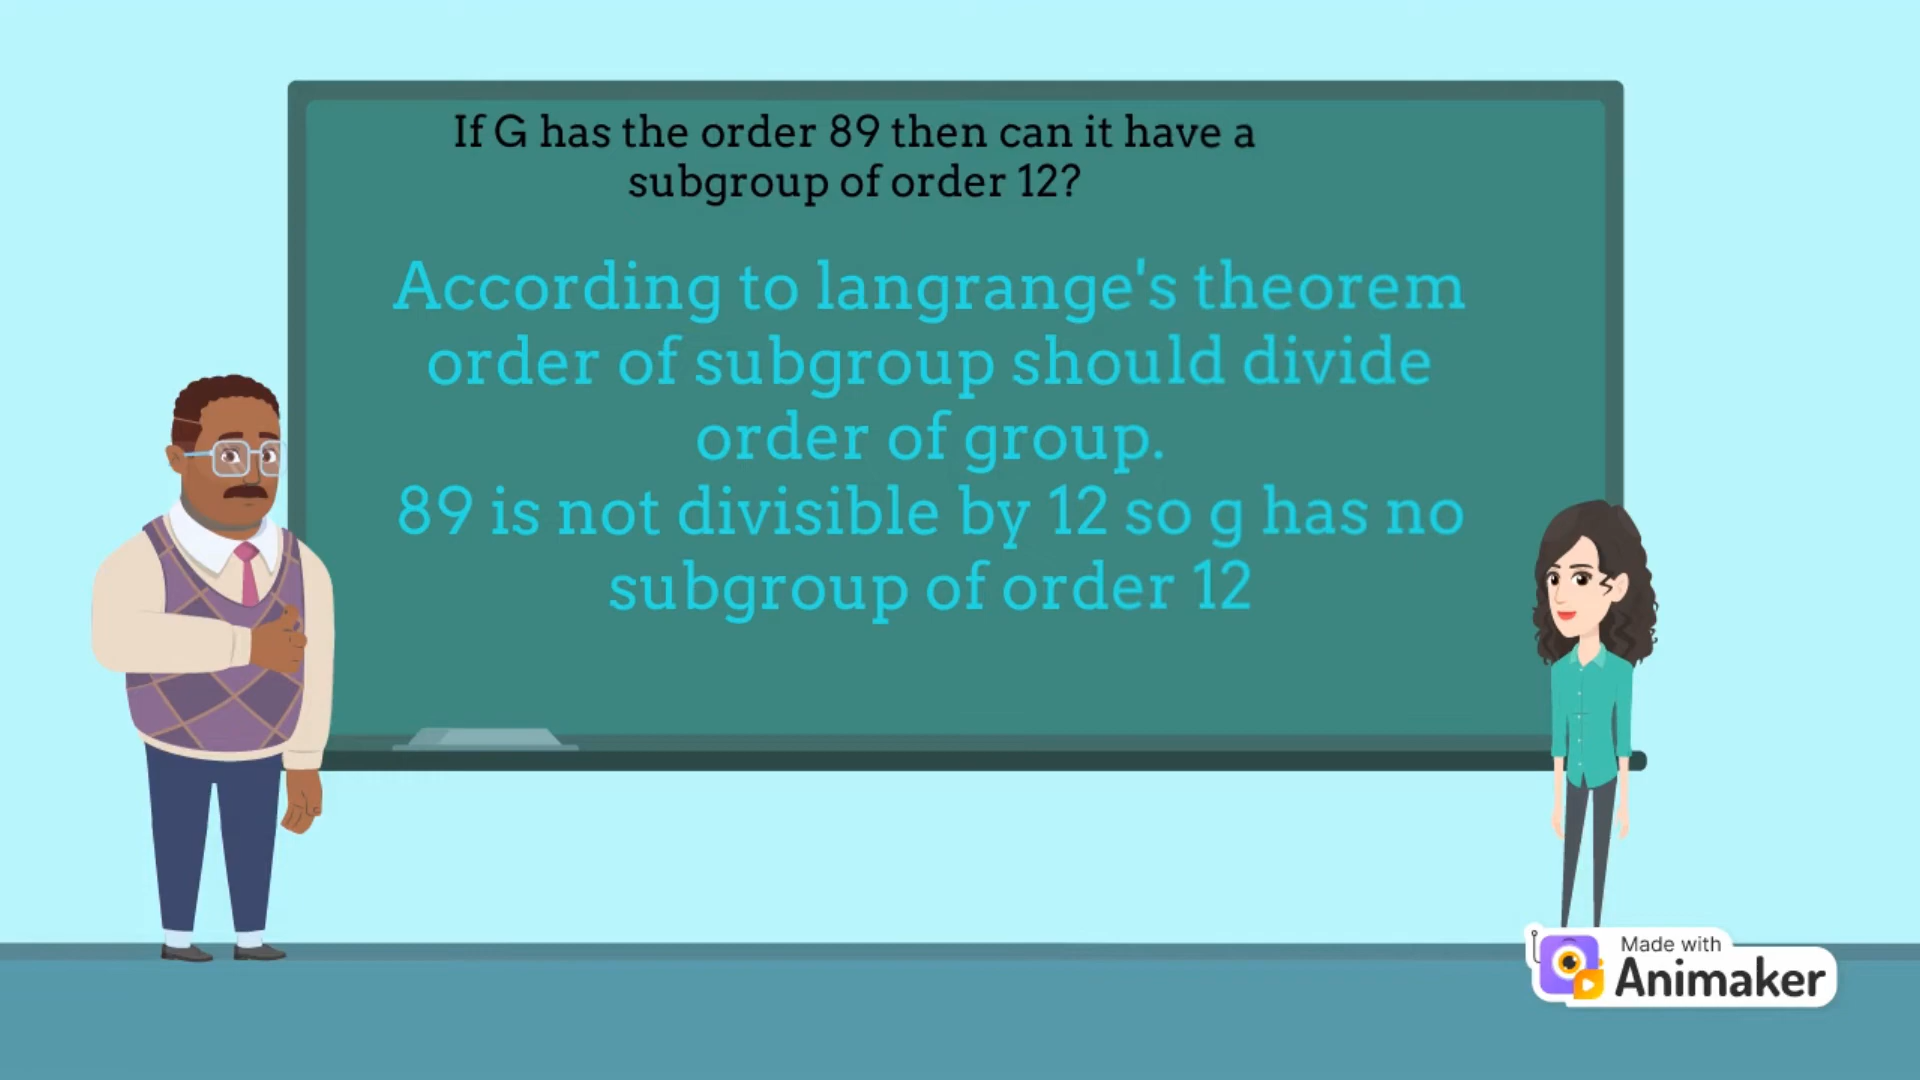 If G has the order 89 then can it have a
subgroup of order 12?
According to langrange's theorem
order of subgroup should divide
order of group.
89 is not divisible by 12 so g has no
subgroup of order 12
Made with
Animaker